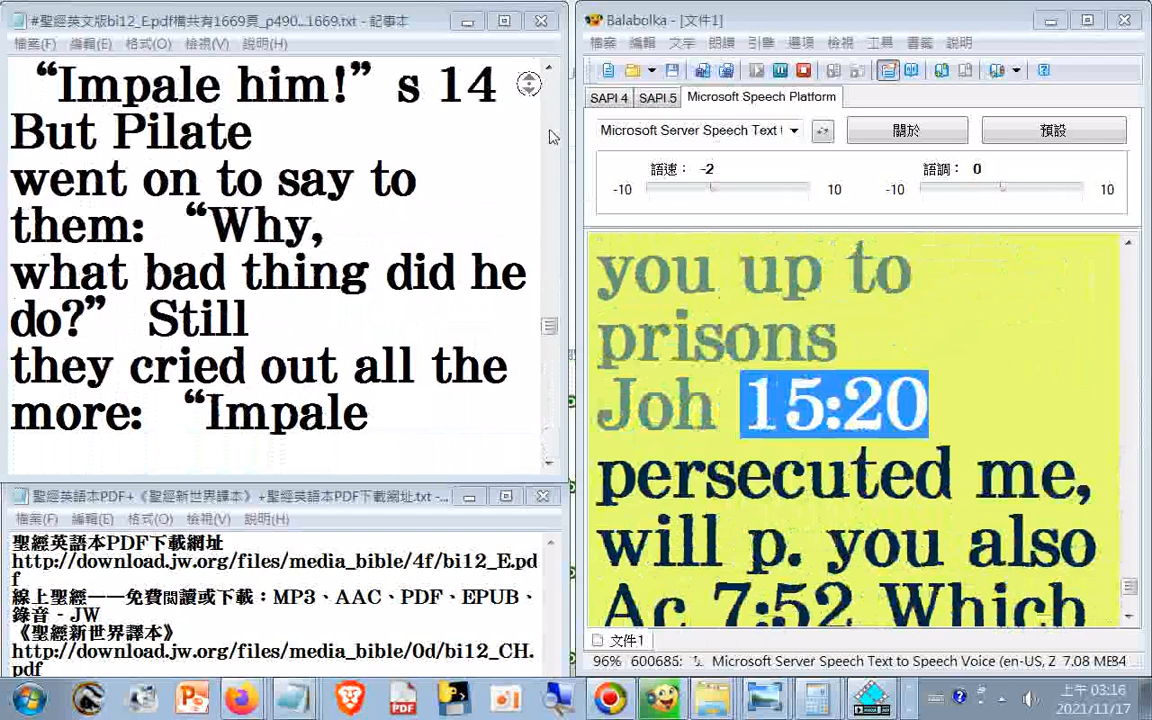 #聖經英文版bi12_E.pdf檔共有1669頁_p490...1669.txt - 記事本
檔案(F) 編輯(E) 格式(O) 檢視(V) 說明(H)
“Impale him!” s 14
But Pilate
went on to say to
them: “Why,
what bad thing did he
do?” Still
they cried out all the
more: “Impale
聖經英語本PDF+《聖經新世界譯本》+聖經英語本PDF下載網址.txt - ...
檔案(F) 編輯(E) 格式(O) 檢視(V) 說明(H)
聖經英語本PDF下載網址
http://download.jw.org/files/media_bible/4f/bi12_E.pd
f
線上聖經——免費閱讀或下載：MP3、AAC、PDF、EPUB、
錄音 - JW
《聖經新世界譯本》
http://download.jw.org/files/media_bible/0d/bi12_CH.
pdf
Balabolka - [文件1]
檔案 編輯 文字 朗讀 引擎 選項 檢視 工具 書籤 說明
SAPI 4 SAPI 5 Microsoft Speech Platform
Microsoft Server Speech Text t 關於 預設
語速： -2 語調： 0
-10 10 -10 10
you up to
prisons
Joh 15:20
persecuted me,
will p. you also
Ac 7:52 Which
文件1
96% 600685: Microsoft Server Speech Text to Speech Voice (en-US, Z 7.08 MB
上午 03:16
2021/11/17